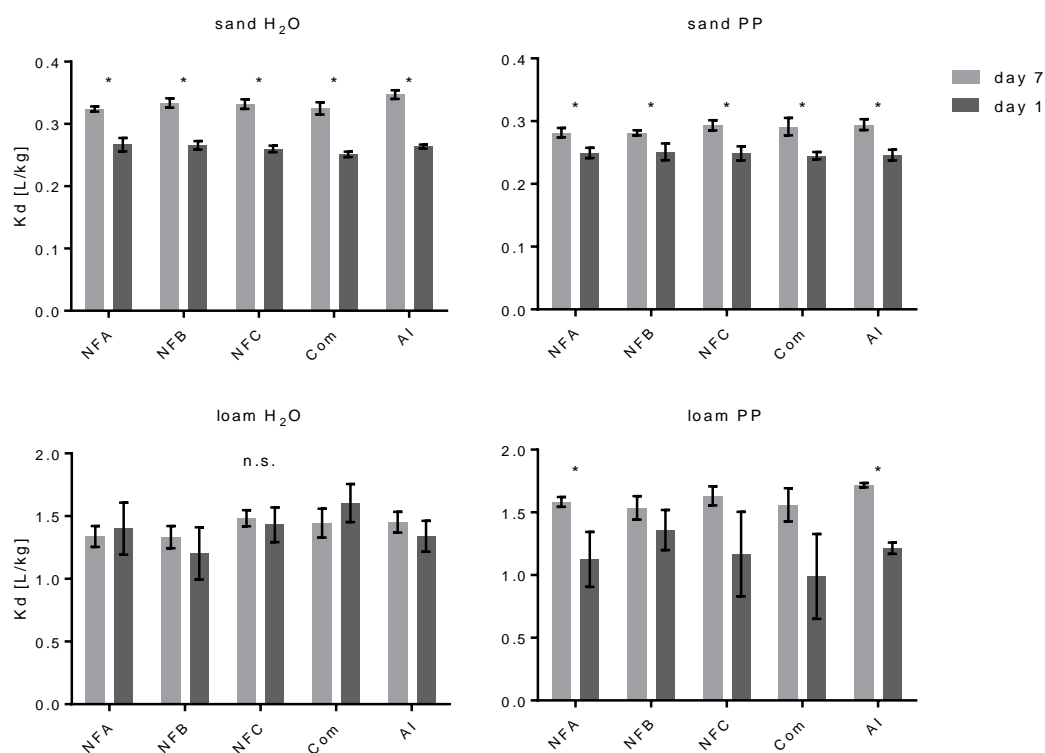 sand H₂O
*
*
*
*
*
Kd [L/kg]
0.4
0.3
0.2
0.1
0.0
NFA
NFB
NFC
Com
AI
sand PP
*
*
*
*
*
0.4
0.3
0.2
0.1
0.0
NFA
NFB
NFC
Com
AI
day 7
day 1
loam H₂O
n.s.
Kd [L/kg]
2.0
1.5
1.0
0.5
0.0
NFA
NFB
NFC
Com
AI
loam PP
*
*
2.0
1.5
1.0
0.5
0.0
NFA
NFB
NFC
Com
AI